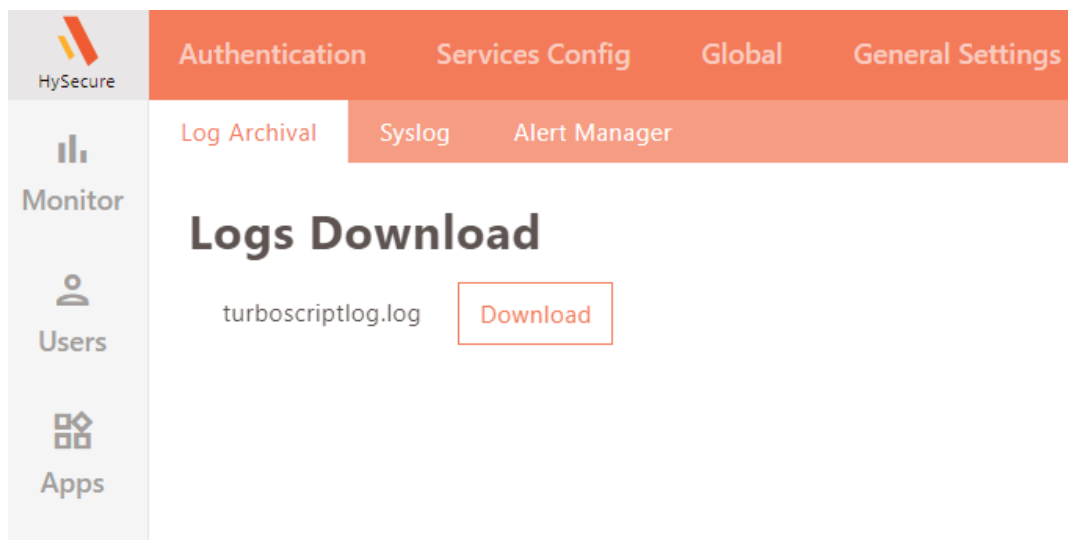 HySecure
Authentication Services Config Global General Settings
Log Archival Syslog Alert Manager
Monitor
Logs Download
turboscriptlog.log Download
Users
Apps